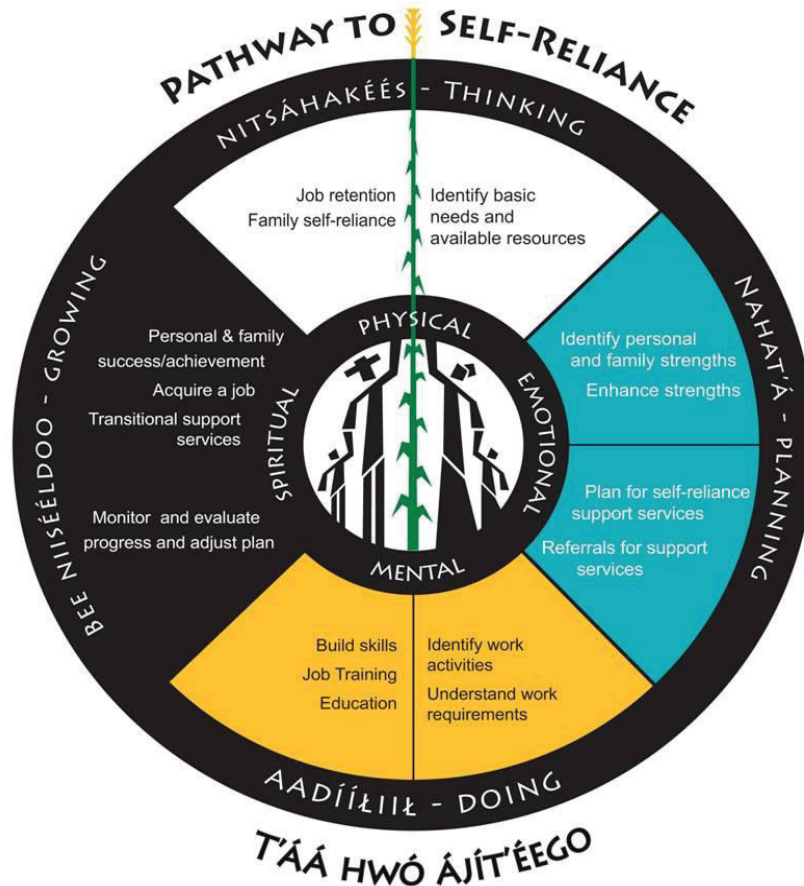 PATHWAY TO SELF-RELIANCE
NITSÁHAKÉÉS - THINKING
Job retention
Family self-reliance
Identify basic
needs and
available resources
NAHAT'Á - PLANNING
Identify personal
and family strengths
Enhance strengths
Plan for self-reliance
support services
Referrals for support
services
AADÍÍŁIIŁ - DOING
Identify work
activities
Understand work
requirements
Build skills
Job Training
Education
BEE NIISÉÉLDOO - GROWING
Personal & family
success/achievement
Acquire a job
Transitional support
services
Monitor and evaluate
progress and adjust plan
PHYSICAL
EMOTIONAL
MENTAL
SPIRITUAL
T'ÁÁ HWÓ ÁJÍT'ÉEGO